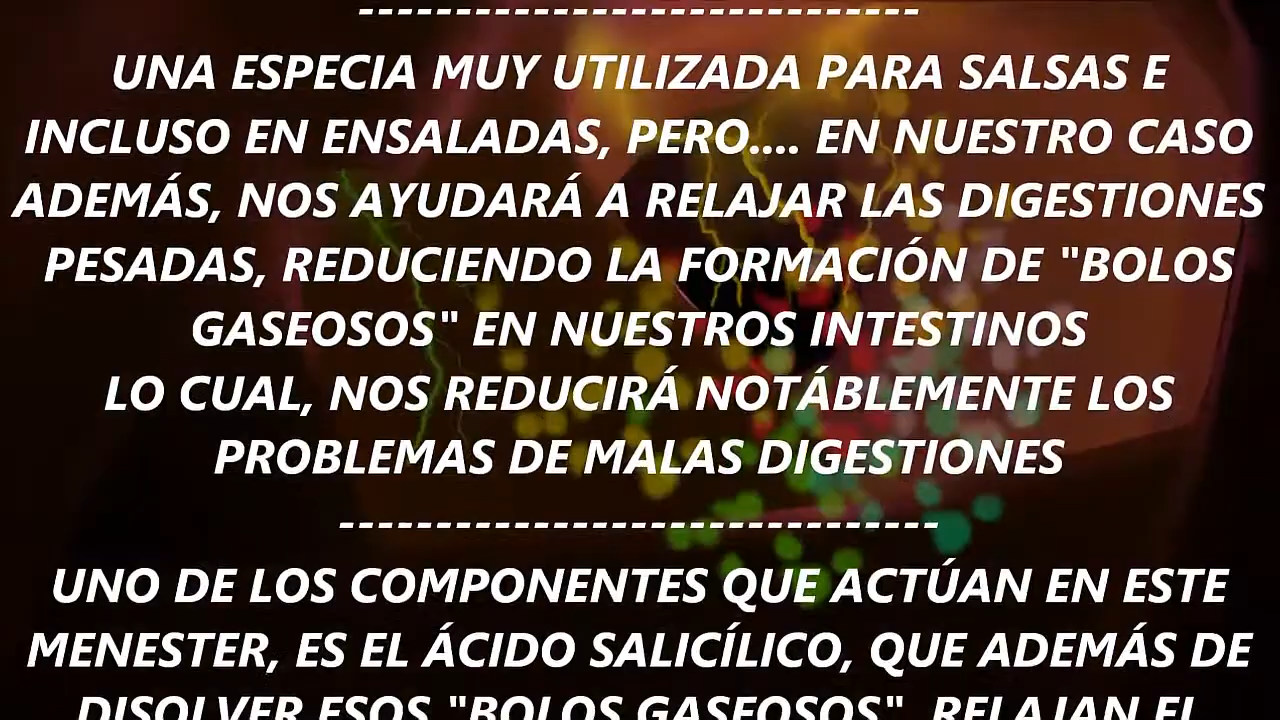 -----------------------------
UNA ESPECIA MUY UTILIZADA PARA SALSAS E
INCLUSO EN ENSALADAS, PERO.... EN NUESTRO CASO
ADEMÁS, NOS AYUDARÁ A RELAJAR LAS DIGESTIONES
PESADAS, REDUCIENDO LA FORMACIÓN DE "BOLOS
GASEOSOS" EN NUESTROS INTESTINOS
LO CUAL, NOS REDUCIRÁ NOTÁBLEMENTE LOS
PROBLEMAS DE MALAS DIGESTIONES
-------------------------------
UNO DE LOS COMPONENTES QUE ACTÚAN EN ESTE
MENESTER, ES EL ÁCIDO SALICÍLICO, QUE ADEMÁS DE
DISOLVER ESOS "BOLOS GASEOSOS", RELAJAN EL